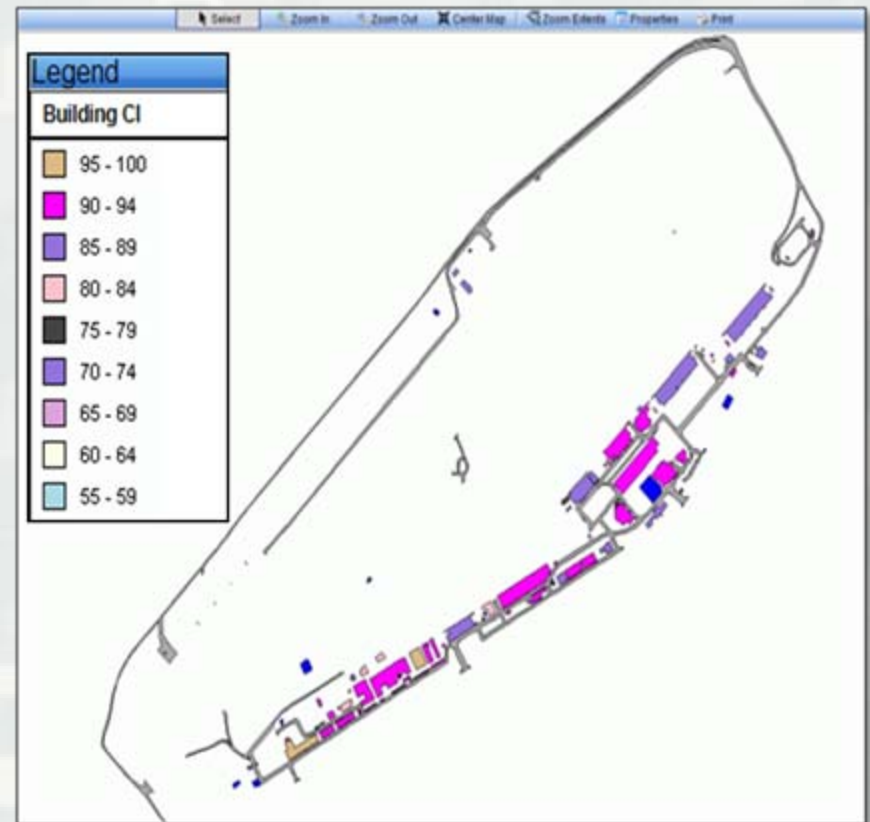 Select Zoom In Zoom Out Center Map Zoom Extents Properties Print
Legend
Building CI
95 - 100
90 - 94
85 - 89
80 - 84
75 - 79
70 - 74
65 - 69
60 - 64
55 - 59